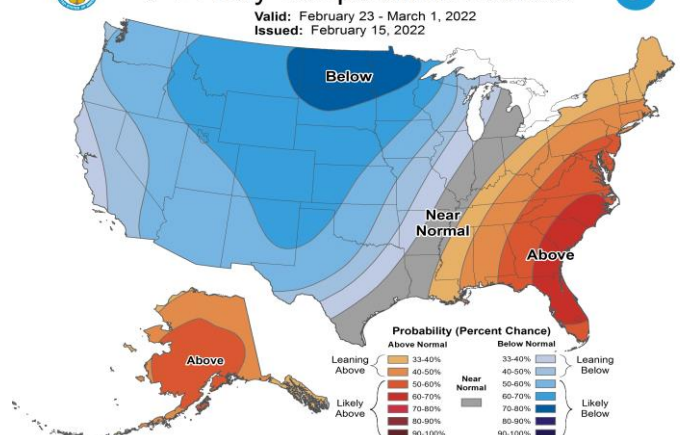 Valid: February 23 - March 1, 2022
Issued: February 15, 2022
Below
Near
Normal
Above
Above
Probability (Percent Chance)
Above Normal
Below Normal
Leaning
Above
33-40%
40-50%
Likely
Above
50-60%
60-70%
70-80%
80-90%
90-100%
Near
Normal
33-40%
40-50%
Leaning
Below
50-60%
60-70%
70-80%
80-90%
90-100%
Likely
Below